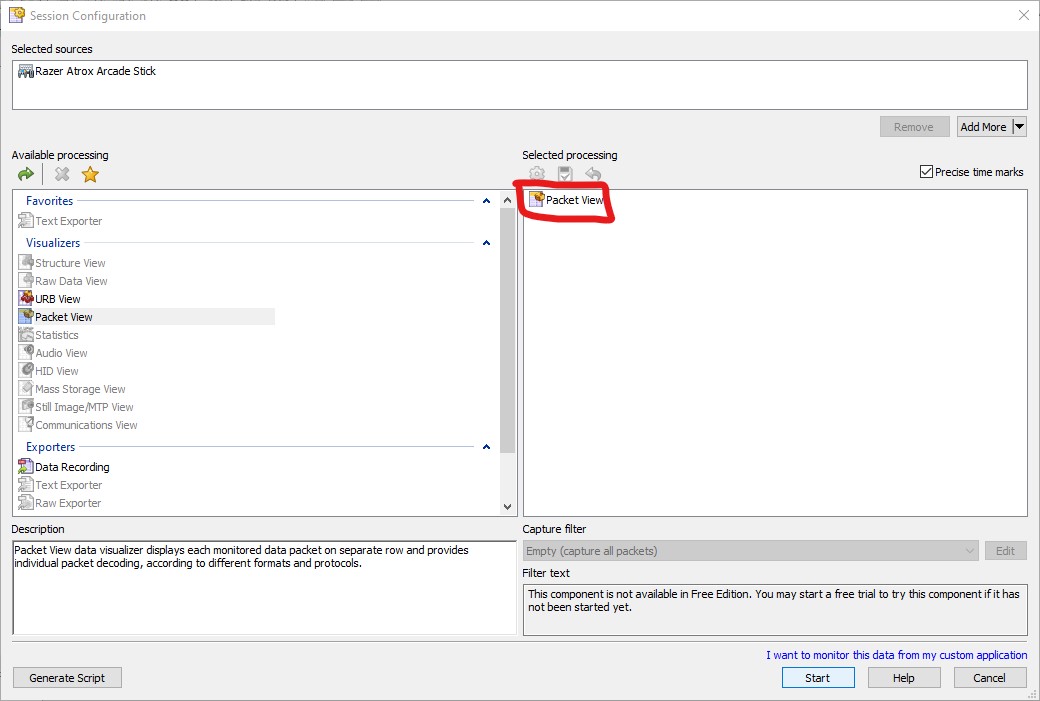 Session Configuration
Selected sources
Razer Atrox Arcade Stick
Remove
Add More
Available processing
Selected processing
Precise time marks
Favorites
Text Exporter
Visualizers
Structure View
Raw Data View
URB View
Packet View
Statistics
Audio View
HID View
Mass Storage View
Still Image/MTP View
Communications View
Exporters
Data Recording
Text Exporter
Raw Exporter
Packet View
Description
Packet View data visualizer displays each monitored data packet on separate row and provides
individual packet decoding, according to different formats and protocols.
Capture filter
Empty (capture all packets)
Edit
Filter text
This component is not available in Free Edition. You may start a free trial to try this component if it has
not been started yet.
I want to monitor this data from my custom application
Generate Script
Start
Help
Cancel